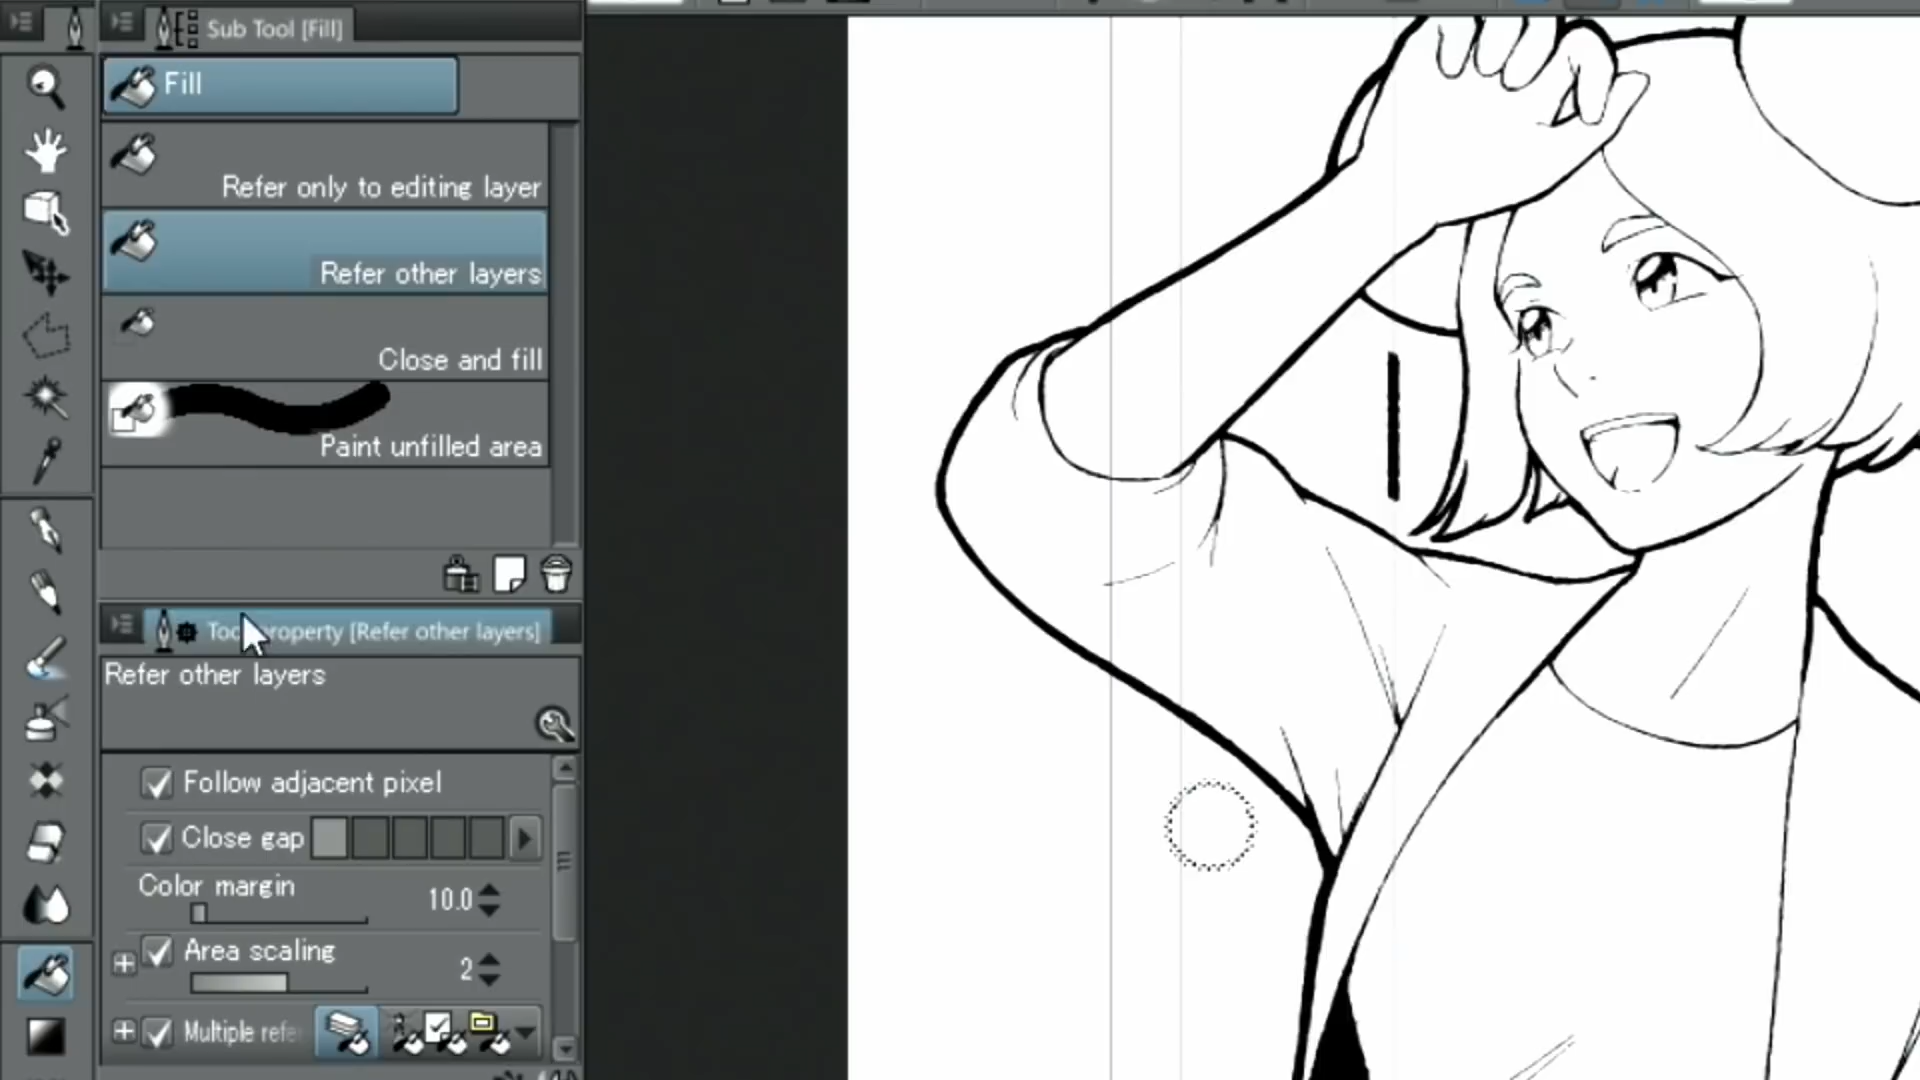 Sub Tool [Fill]
Fill
Refer only to editing layer
Refer other layers
Close and fill
Paint unfilled area
property [Refer other layers]
Refer other layers
Follow adjacent pixel
Close gap
Color margin
10.0
Area scaling
2
Multiple